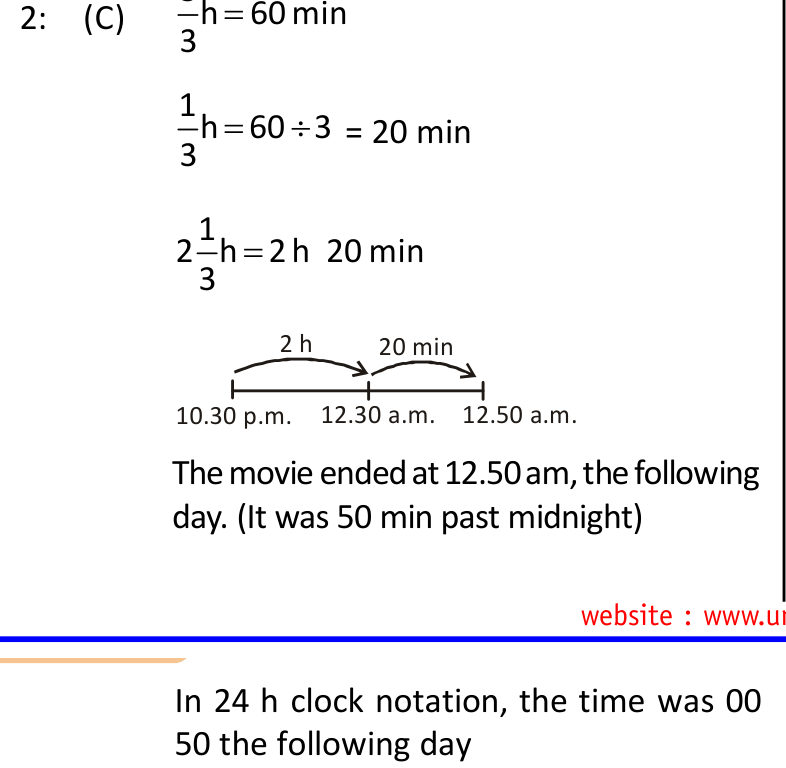 2: (C) —h = 60 min
3
1
—h = 60 ÷ 3 = 20 min
3
2 1/3 h = 2 h 20 min
2 h 20 min
10.30 p.m. 12.30 a.m. 12.50 a.m.
The movie ended at 12.50 am, the following
day. (It was 50 min past midnight)
website : www.u
In 24 h clock notation, the time was 00
50 the following day